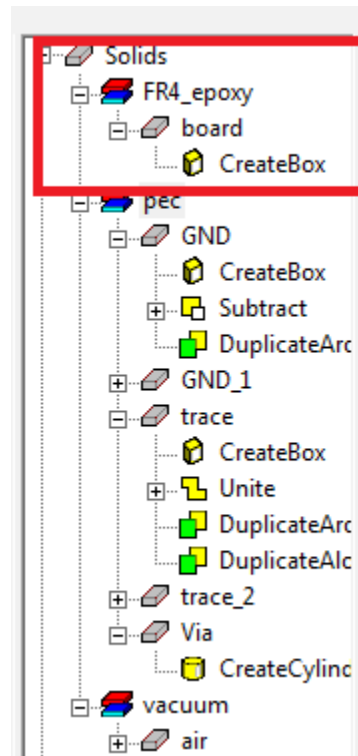 Solids
FR4_epoxy
board
CreateBox
pec
GND
CreateBox
Subtract
DuplicateArc
GND_1
trace
CreateBox
Unite
DuplicateArc
DuplicateAlc
trace_2
Via
CreateCylinc
vacuum
air